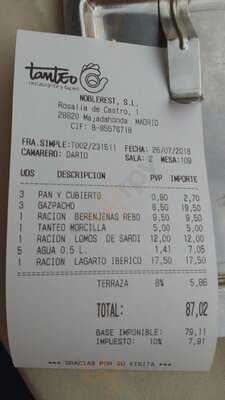 tanteo
restaurante y tapas
NOBLEREST, S.L.
Rosalia de Castro, 1
28820 Majadahonda. MADRID
CIF: B-85576718
FRA.SIMPLE:T002/231511 FECHA: 26/07/2018
CAMARERO: DARIO SALA: 2 MESA:109
UDS DESCRIPCION PVP IMPORTE
3 PAN Y CUBIERTO 0,90 2,70
3 GAZPACHO 6,50 19,50
1 RACION BERENJENAS REBO 9,50 9,50
1 TANTEO MORCILLA 5,00 5,00
1 RACION LOMOS DE SARDI 12,00 12,00
5 AGUA 0.5 L. 1,41 7,05
1 RACION LAGARTO IBERICO 17,50 17,50
TERRAZA 8% 5,86
TOTAL: 87,02
BASE IMPONIBLE: 79,11
IMPUESTO: 10% 7,91
*** GRACIAS POR SU VISITA ***